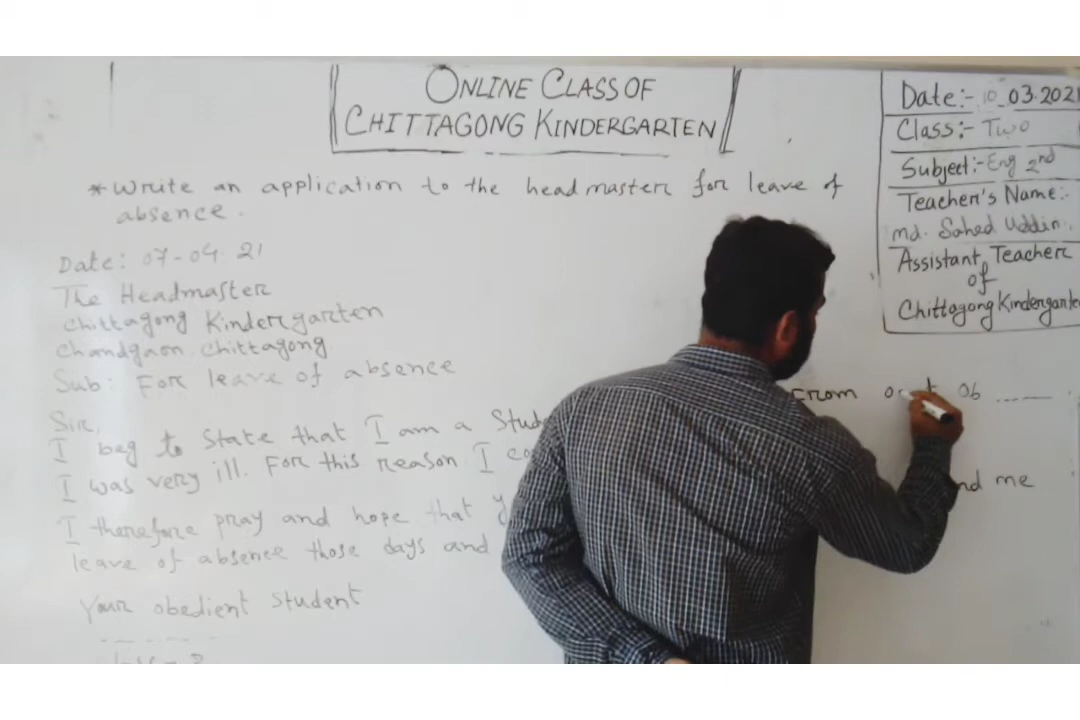 ONLINE CLASS OF
CHITTAGONG KINDERGARTEN
Date:- 10-03.2021
Class:- Two
Subject:- Eng 2nd
Teacher's Name:-
md. Sahed Uddin.
Assistant Teacher
of
Chittagong Kindergarten
*Write an application to the headmaster for leave of
absence.
Date: 07-04.21
The Headmaster
Chittagong Kindergarten
Chandgaon, Chittagong
Sub: For leave of absence
Sir,
I beg to state that I am a Stud
I was very ill. For this reason I co
From 06 ----
I therefore pray and hope that y
leave of absence those days and
nd me
Your obedient student